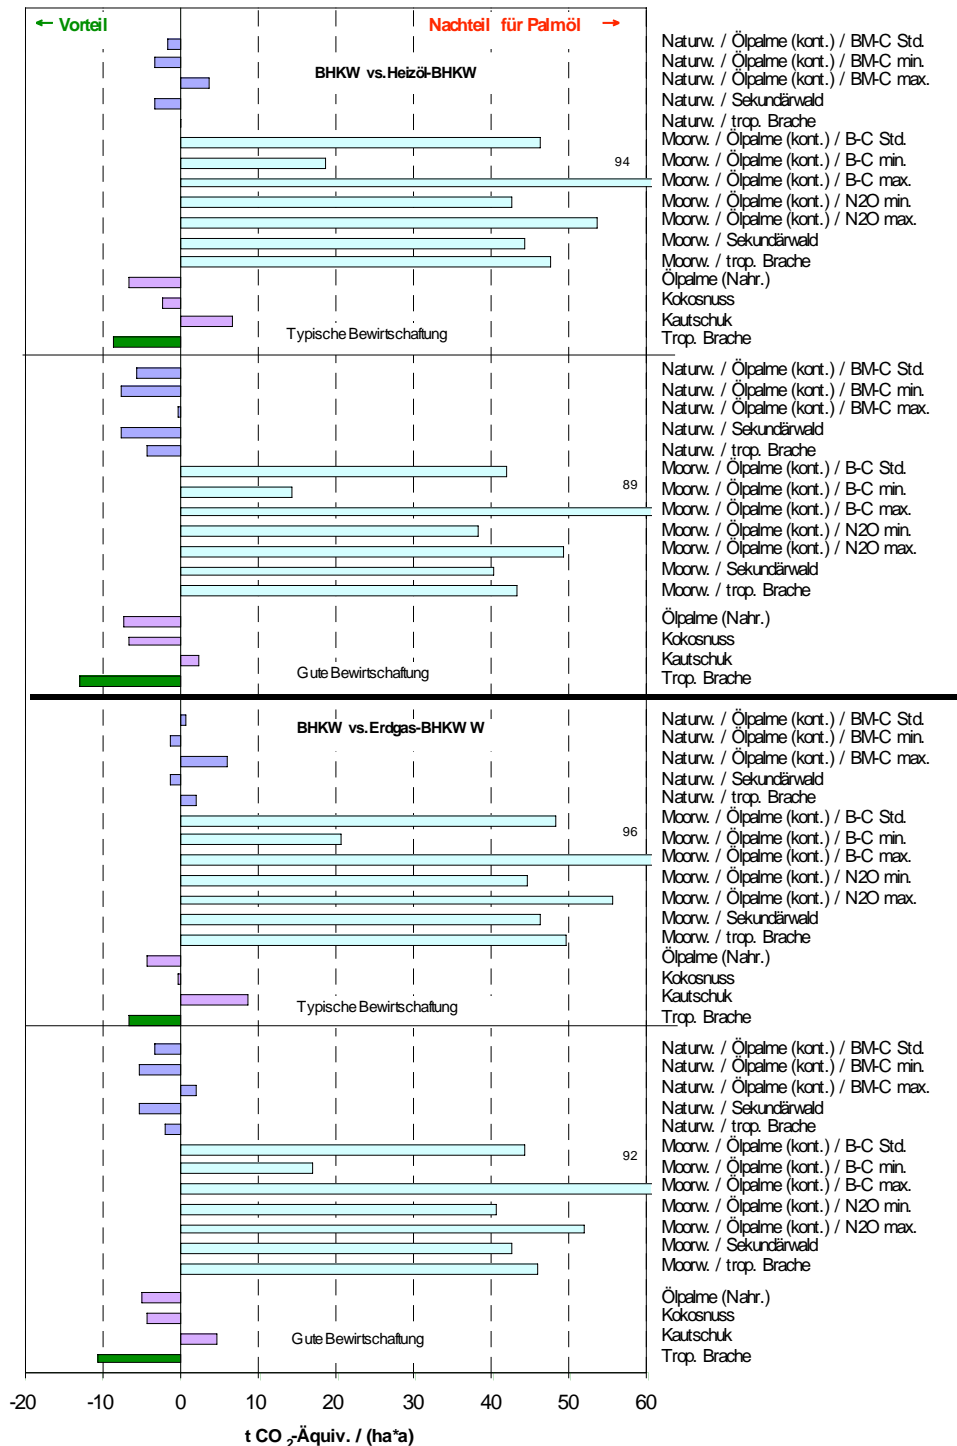 ← Vorteil
Nachteil für Palmöl →
Naturw. / Ölpalme (kont.) / BM-C Std.
Naturw. / Ölpalme (kont.) / BM-C min.
BHKW vs. Heizöl-BHKW
Naturw. / Ölpalme (kont.) / BM-C max.
Naturw. / Sekundärwald
Naturw. / trop. Brache
Moorw. / Ölpalme (kont.) / B-C Std.
94
Moorw. / Ölpalme (kont.) / B-C min.
Moorw. / Ölpalme (kont.) / B-C max.
Moorw. / Ölpalme (kont.) / N2O min.
Moorw. / Ölpalme (kont.) / N2O max.
Moorw. / Sekundärwald
Moorw. / trop. Brache
Ölpalme (Nahr.)
Kokosnuss
Kautschuk
Typische Bewirtschaftung
Trop. Brache
Naturw. / Ölpalme (kont.) / BM-C Std.
Naturw. / Ölpalme (kont.) / BM-C min.
Naturw. / Ölpalme (kont.) / BM-C max.
Naturw. / Sekundärwald
Naturw. / trop. Brache
Moorw. / Ölpalme (kont.) / B-C Std.
89
Moorw. / Ölpalme (kont.) / B-C min.
Moorw. / Ölpalme (kont.) / B-C max.
Moorw. / Ölpalme (kont.) / N2O min.
Moorw. / Ölpalme (kont.) / N2O max.
Moorw. / Sekundärwald
Moorw. / trop. Brache
Ölpalme (Nahr.)
Kokosnuss
Kautschuk
Gute Bewirtschaftung
Trop. Brache
Naturw. / Ölpalme (kont.) / BM-C Std.
BHKW vs. Erdgas-BHKW W
Naturw. / Ölpalme (kont.) / BM-C min.
Naturw. / Ölpalme (kont.) / BM-C max.
Naturw. / Sekundärwald
Naturw. / trop. Brache
Moorw. / Ölpalme (kont.) / B-C Std.
96
Moorw. / Ölpalme (kont.) / B-C min.
Moorw. / Ölpalme (kont.) / B-C max.
Moorw. / Ölpalme (kont.) / N2O min.
Moorw. / Ölpalme (kont.) / N2O max.
Moorw. / Sekundärwald
Moorw. / trop. Brache
Ölpalme (Nahr.)
Kokosnuss
Kautschuk
Typische Bewirtschaftung
Trop. Brache
Naturw. / Ölpalme (kont.) / BM-C Std.
Naturw. / Ölpalme (kont.) / BM-C min.
Naturw. / Ölpalme (kont.) / BM-C max.
Naturw. / Sekundärwald
Naturw. / trop. Brache
Moorw. / Ölpalme (kont.) / B-C Std.
92
Moorw. / Ölpalme (kont.) / B-C min.
Moorw. / Ölpalme (kont.) / B-C max.
Moorw. / Ölpalme (kont.) / N2O min.
Moorw. / Ölpalme (kont.) / N2O max.
Moorw. / Sekundärwald
Moorw. / trop. Brache
Ölpalme (Nahr.)
Kokosnuss
Kautschuk
Gute Bewirtschaftung
Trop. Brache
-20 -10 0 10 20 30 40 50 60
t CO₂-Äquiv. / (ha*a)